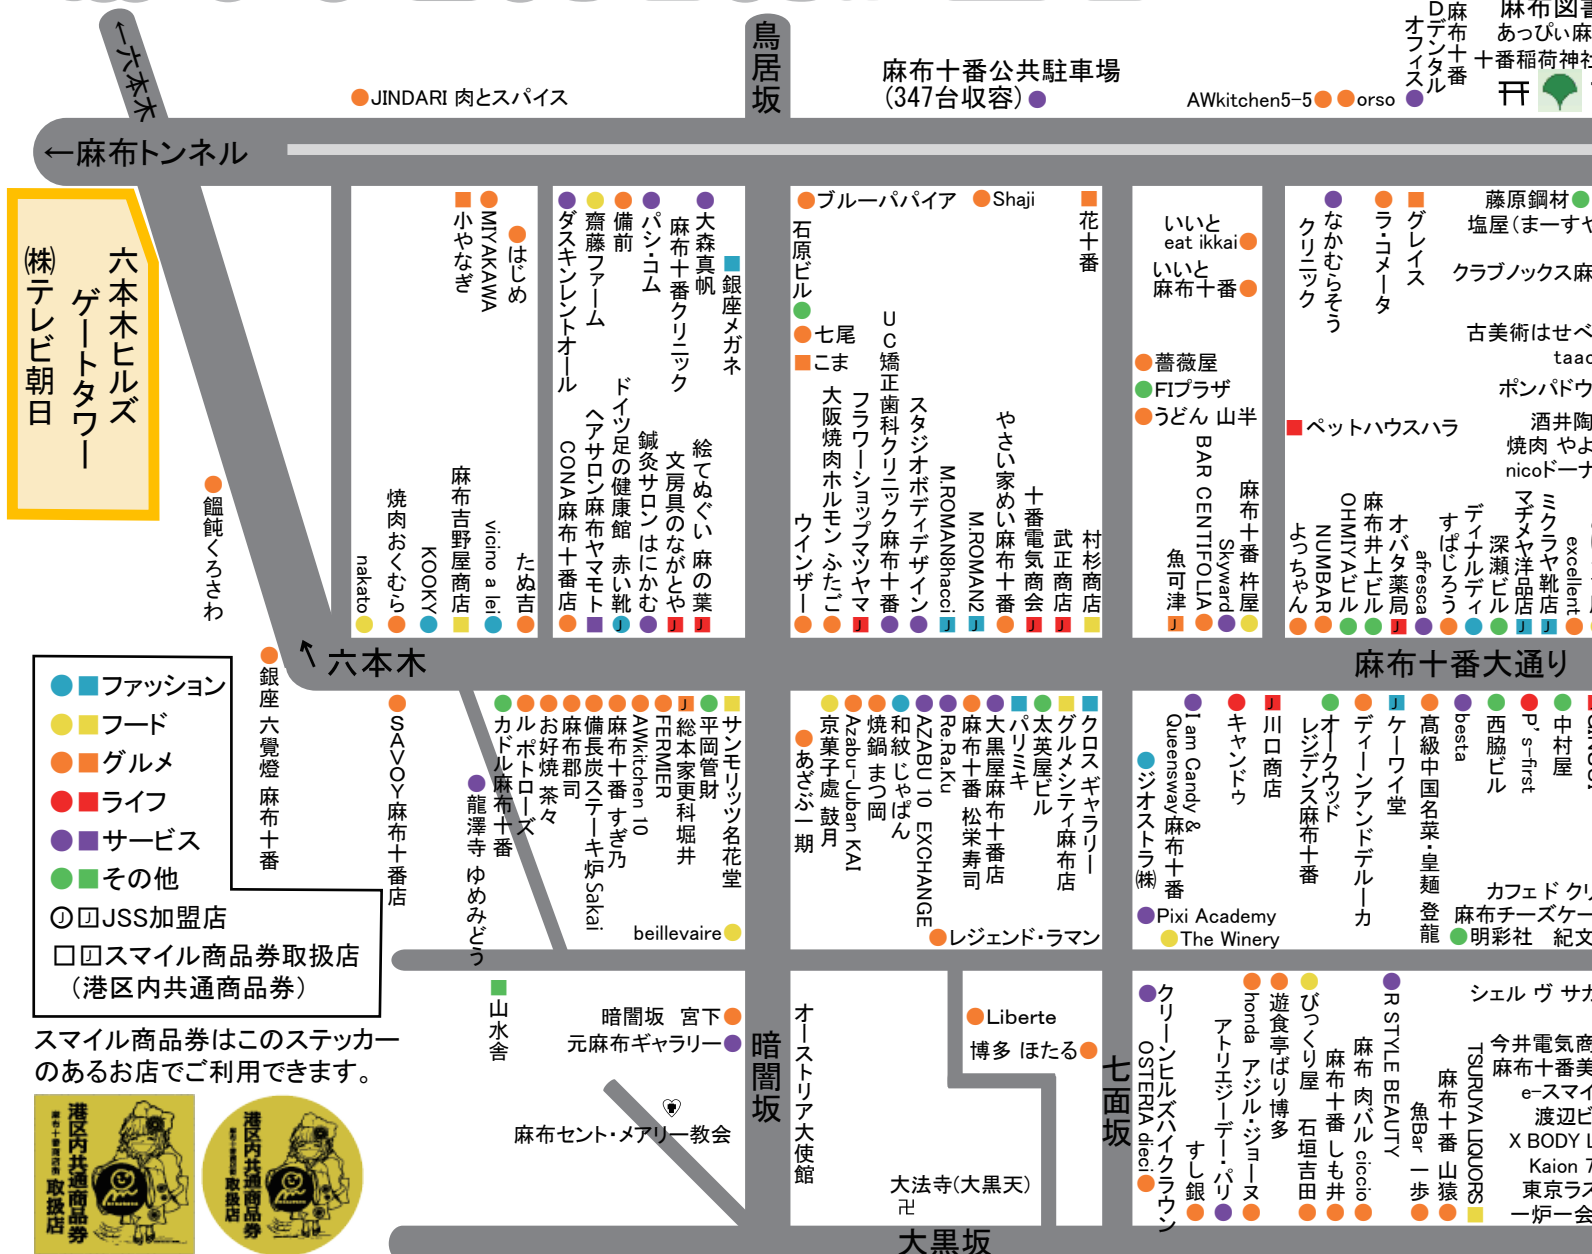 ←六本木
鳥居坂
麻布十番公共駐車場
(347台収容)
JINDARI 肉とスパイス
AWkitchen5-5
orso
麻布十番
Dデンタル
オフィス
麻布図書
あっぴぃ麻
十番稲荷神社
←麻布トンネル
六本木ヒルズ
ゲートタワー
㈱テレビ朝日
小やなぎ
MIYAKAWA
はじめ
ダスキンレントオール
齋藤ファーム
備前
パシ・コム
麻布十番クリニック
大森真帆
銀座メガネ
ブルーパパイア
Shaji
花十番
石原ビル
七尾
こま
いいと
eat ikkai
いいと
麻布十番
薔薇屋
FIプラザ
うどん 山半
なかむらそう
クリニック
ラ・コメータ
グレイス
藤原鋼材
塩屋(まーすや
クラブノックス麻
古美術はせべ
taac
ポンパドウ
酒井陶
焼肉 やよ
nicoドーナ
ペットハウスハラ
饂飩くろさわ
nakato
焼肉おくむら
KOOKY
麻布吉野屋商店
vicino a lei
たぬ吉
CONA麻布十番店
ヘアサロン麻布ヤマモト
ドイツ足の健康館 赤い靴
鍼灸サロン はにかむ
文房具のながとや
絵てぬぐい 麻の葉
ウインザー
大阪焼肉ホルモン ふたご
フラワーショップマツヤマ
UC矯正歯科クリニック麻布十番
スタジオボディデザイン
M.ROMAN8hacci
M.ROMAN2
やさい家めい麻布十番
十番電気商会
武正商店
村杉商店
魚可津
BAR CENTIFOLIA
Skyward
麻布十番 杵屋
よっちゃん
NUMBAR
OHMIYAビル
麻布井上ビル
オバタ薬局
afresca
すぱじろう
ディナルディ
深瀬ビル
マヂメヤ洋品店
ミクラヤ靴店
excellent
↑六本木
麻布十番大通り
銀座 六覺燈 麻布十番
SAVOY麻布十番店
龍澤寺 ゆめみどう
カドル麻布十番
ル ポトローズ
お好焼 茶々
麻布郡司
備長炭ステーキ炉Sakai
麻布十番 すぎ乃
AWkitchen 10
FERMIER
総本家更科堀井
平岡管財
サンモリッツ名花堂
beillevaire
あざぶ一期
京菓子處 鼓月
Azabu-Juban KAI
焼鍋 まつ岡
和紋 じゃぱん
AZABU 10 EXCHANGE
Re.Ra.Ku
麻布十番 松栄寿司
大黒屋麻布十番店
パリミキ
太英屋ビル
グルメシティ麻布店
クロス ギャラリー
レジェンド・ラマン
ジオストラ㈱
I am Candy &
Queensway麻布十番
キャンドゥ
川口商店
オークウッド
レジデンス麻布十番
ディーンアンドデルーカ
ケーワイ堂
髙級中国名菜・皇麺 登龍
besta
西脇ビル
P's-first
中村屋
Pixi Academy
The Winery
カフェド クリ
麻布チーズケー
明彩社 紀文
ファッション
フード
グルメ
ライフ
サービス
その他
JSS加盟店
スマイル商品券取扱店
(港区内共通商品券)
スマイル商品券はこのステッカー
のあるお店でご利用できます。
港区内共通商品券
麻布十番商店街 取扱店
港区内共通商品券
麻布十番商店街 取扱店
山水舎
暗闇坂 宮下
元麻布ギャラリー
麻布セント・メアリー教会
暗闇坂
オーストリア大使館
Liberte
博多 ほたる
大法寺(大黒天)
卍
大黒坂
七面坂
クリーンヒルズハイクラウン
OSTERIA dieci
すし銀
アトリエジーデー・パリ
honda アジル・ジョーヌ
遊食亭ばり博多
びっくり屋 石垣吉田
麻布十番 しも井
麻布 肉バル ciccio
R STYLE BEAUTY
魚Bar 一歩
麻布十番 山猿
TSURUYA LIQUORS
シェル ヴ サカ
今井電気商
麻布十番美
e-スマイ
渡辺ビ
X BODY L
Kaion 7
東京ラス
一炉一会